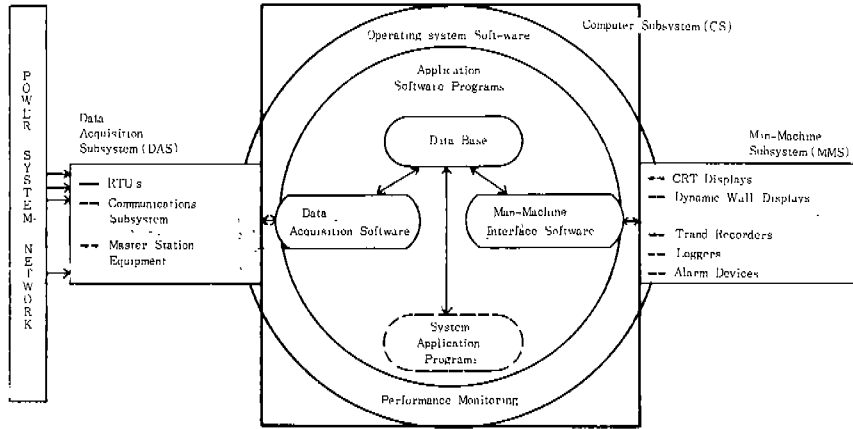 POWER SYSTEM NETWORK
Data
Acquisition
Subsystem (DAS)
RTUs
Communications
Subsystem
Master Station
Equipment
Computer Subsystem (CS)
Operating system Soft-ware
Application
Software Programs
Data Base
Data
Acquisition Software
Man-Machine
Interface Software
System
Application
Programs
Performance Monitoring
Man-Machine
Subsystem (MMS)
CRT Displays
Dynamic Wall Displays
Trand Recorders
Loggers
Alarm Devices